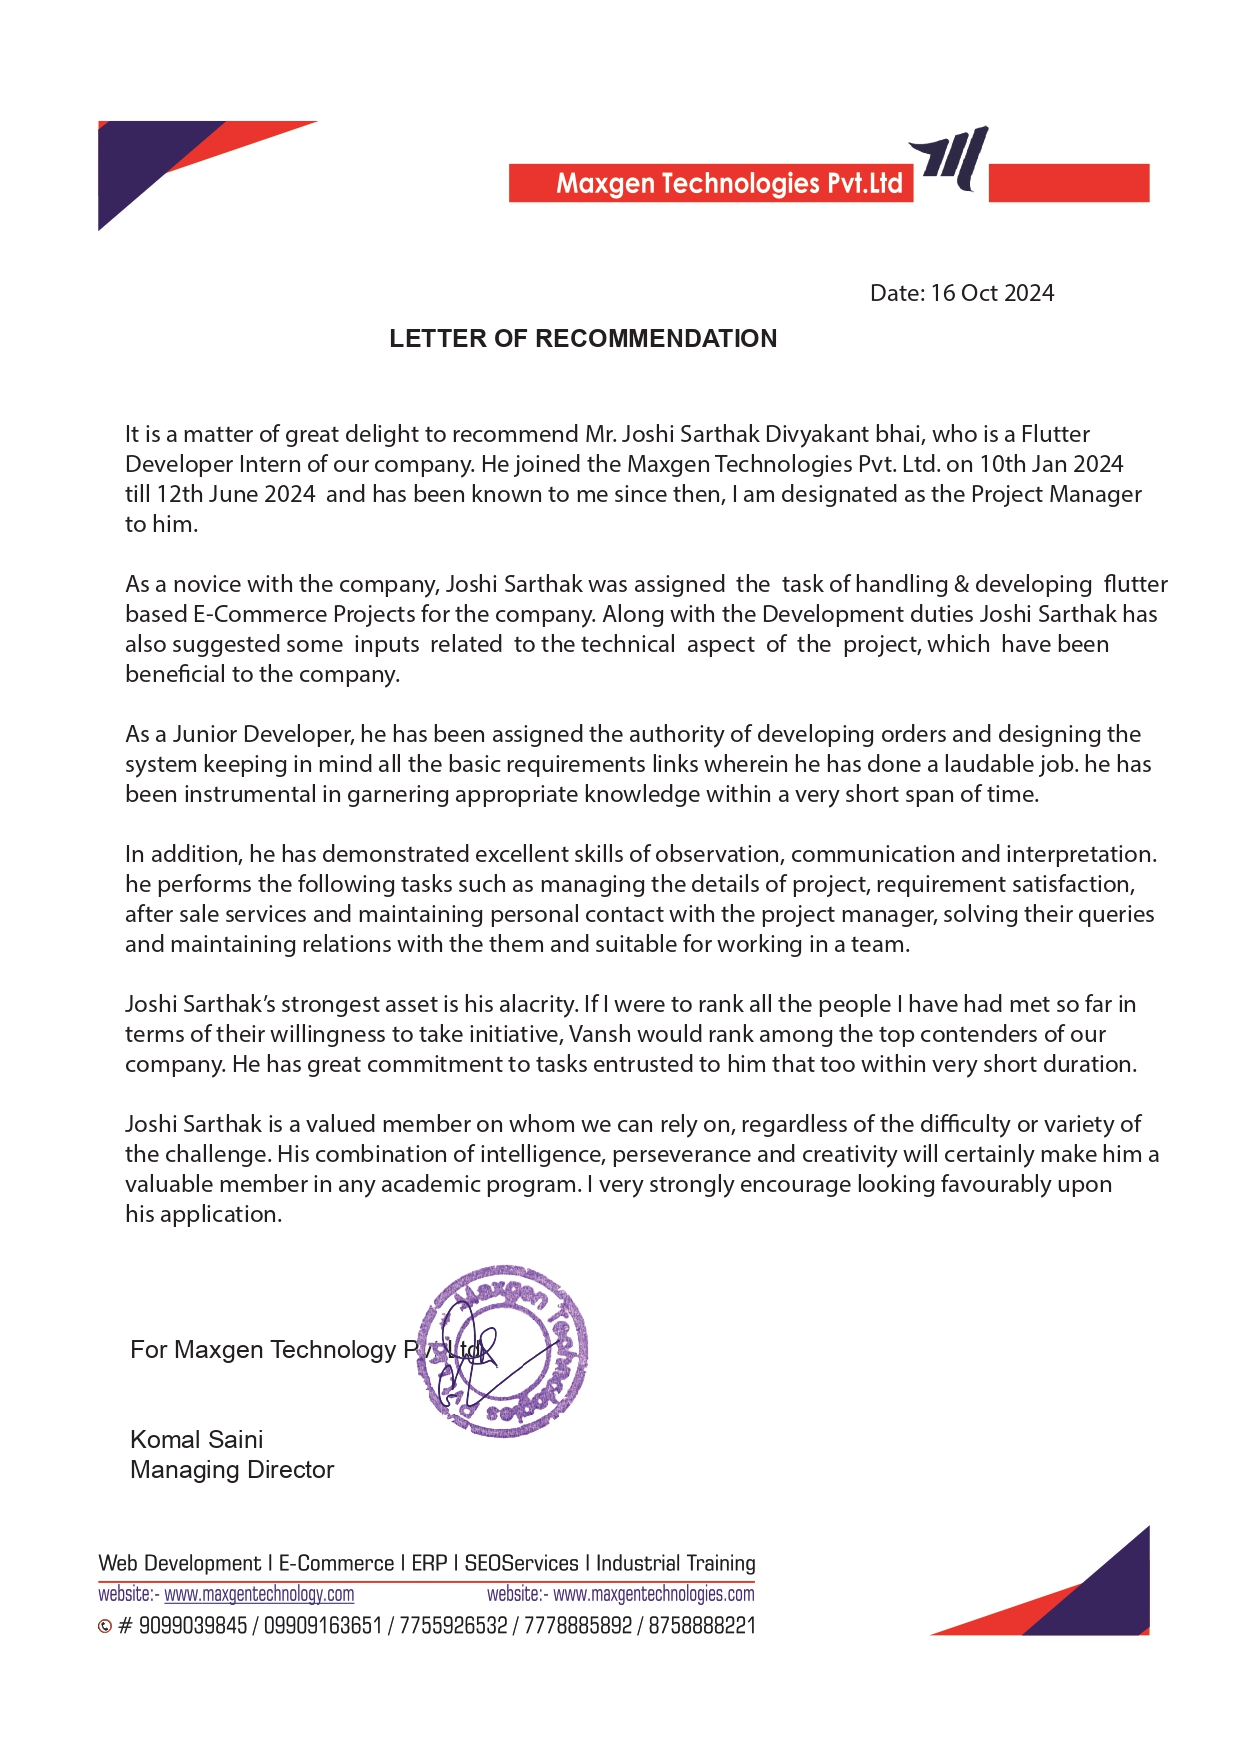 Maxgen Technologies Pvt.Ltd
Date: 16 Oct 2024
LETTER OF RECOMMENDATION
It is a matter of great delight to recommend Mr. Joshi Sarthak Divyakant bhai, who is a Flutter
Developer Intern of our company. He joined the Maxgen Technologies Pvt. Ltd. on 10th Jan 2024
till 12th June 2024 and has been known to me since then, I am designated as the Project Manager
to him.
As a novice with the company, Joshi Sarthak was assigned the task of handling & developing flutter
based E-Commerce Projects for the company. Along with the Development duties Joshi Sarthak has
also suggested some inputs related to the technical aspect of the project, which have been
beneficial to the company.
As a Junior Developer, he has been assigned the authority of developing orders and designing the
system keeping in mind all the basic requirements links wherein he has done a laudable job. he has
been instrumental in garnering appropriate knowledge within a very short span of time.
In addition, he has demonstrated excellent skills of observation, communication and interpretation.
he performs the following tasks such as managing the details of project, requirement satisfaction,
after sale services and maintaining personal contact with the project manager, solving their queries
and maintaining relations with the them and suitable for working in a team.
Joshi Sarthak’s strongest asset is his alacrity. If I were to rank all the people I have had met so far in
terms of their willingness to take initiative, Vansh would rank among the top contenders of our
company. He has great commitment to tasks entrusted to him that too within very short duration.
Joshi Sarthak is a valued member on whom we can rely on, regardless of the difficulty or variety of
the challenge. His combination of intelligence, perseverance and creativity will certainly make him a
valuable member in any academic program. I very strongly encourage looking favourably upon
his application.
For Maxgen Technology Pvt Ltd
Maxgen Technologies Pvt. Ltd.
Komal Saini
Managing Director
Web Development | E-Commerce | ERP | SEOServices | Industrial Training
website:- www.maxgentechnology.com website:- www.maxgentechnologies.com
# 9099039845 / 09909163651 / 7755926532 / 7778885892 / 8758888221